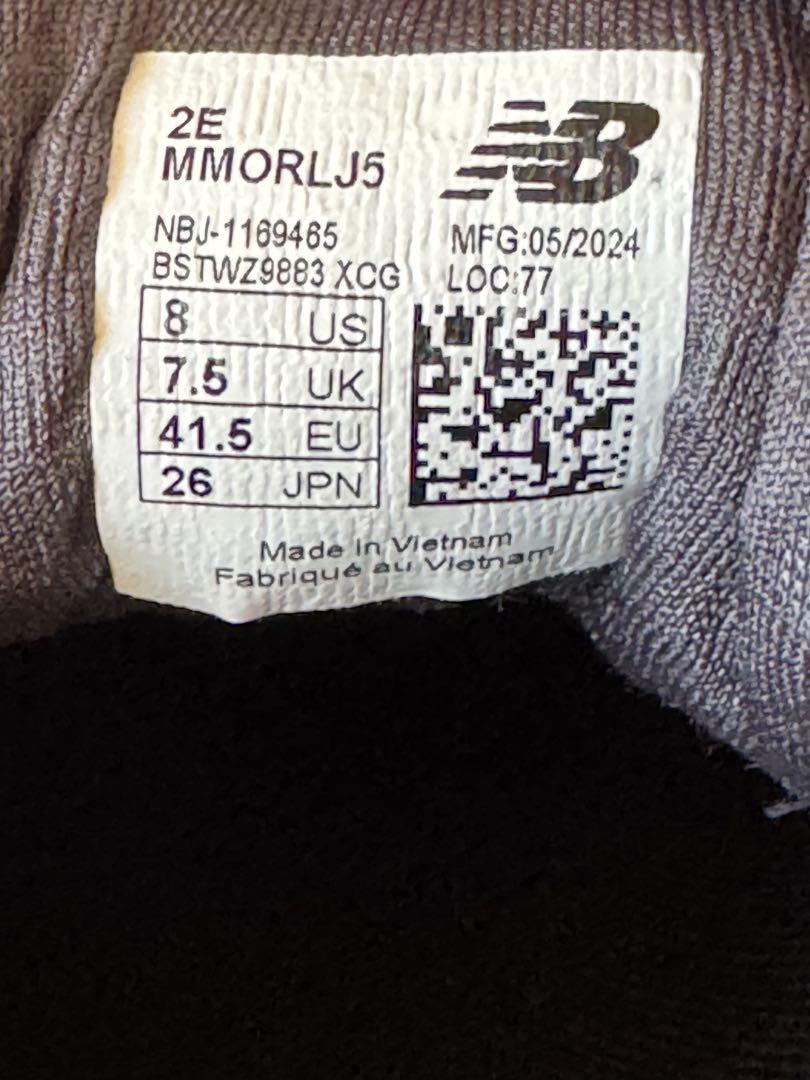 2E
MMORLJ5
NB
NBJ-1169465
MFG:05/2024
BSTWZ9883 XCG
LOC:77
8 US
7.5 UK
41.5 EU
26 JPN
Made in Vietnam
Fabriqué au Vietnam